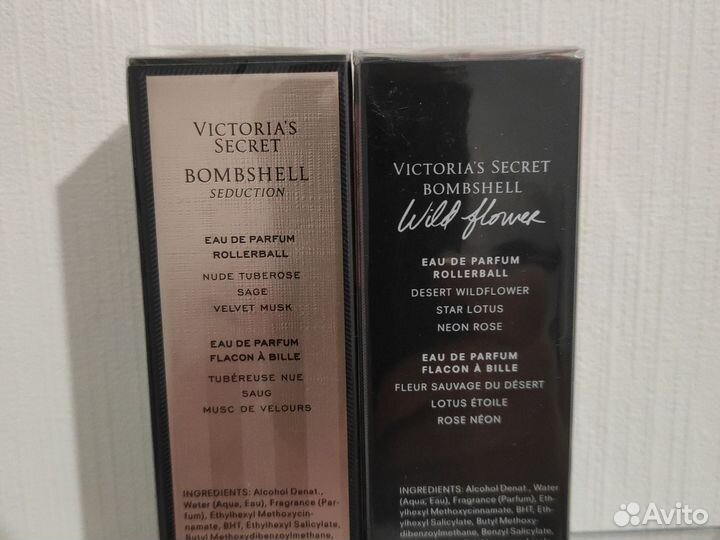 VICTORIA'S
SECRET
BOMBSHELL
SEDUCTION
EAU DE PARFUM
ROLLERBALL
NUDE TUBEROSE
SAGE
VELVET MUSK
EAU DE PARFUM
FLACON À BILLE
TUBÉREUSE NUE
SAUG
MUSC DE VELOURS
INGREDIENTS: Alcohol Denat.,
Water (Aqua, Eau), Fragrance (Par-
fum), Ethylhexyl Methoxycin-
namate, BHT, Ethylhexyl Salicylate,
Butyl Methoxydibenzoylmethane,
VICTORIA'S SECRET
BOMBSHELL
Wild flower
EAU DE PARFUM
ROLLERBALL
DESERT WILDFLOWER
STAR LOTUS
NEON ROSE
EAU DE PARFUM
FLACON À BILLE
FLEUR SAUVAGE DU DÉSERT
LOTUS ÉTOILE
ROSE NÉON
INGREDIENTS: Alcohol Denat., Water
(Aqua, Eau), Fragrance (Parfum), Eth-
ylhexyl Methoxycinnamate, BHT, Eth-
ylhexyl Salicylate, Butyl Methoxy-
dibenzoylmethane, Benzyl Salicylate,
Avito